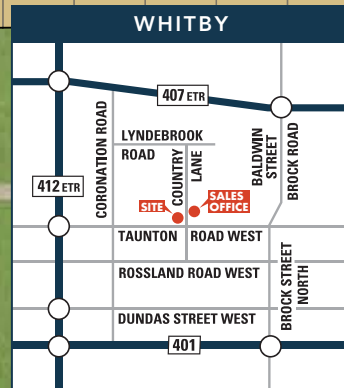 WHITBY
407 ETR
CORONATION ROAD
LYNDEBROOK
ROAD
COUNTRY
LANE
BALDWIN
STREET
BROCK ROAD
412 ETR
SITE
SALES
OFFICE
TAUNTON ROAD WEST
ROSSLAND ROAD WEST
BROCK STREET
NORTH
DUNDAS STREET WEST
401